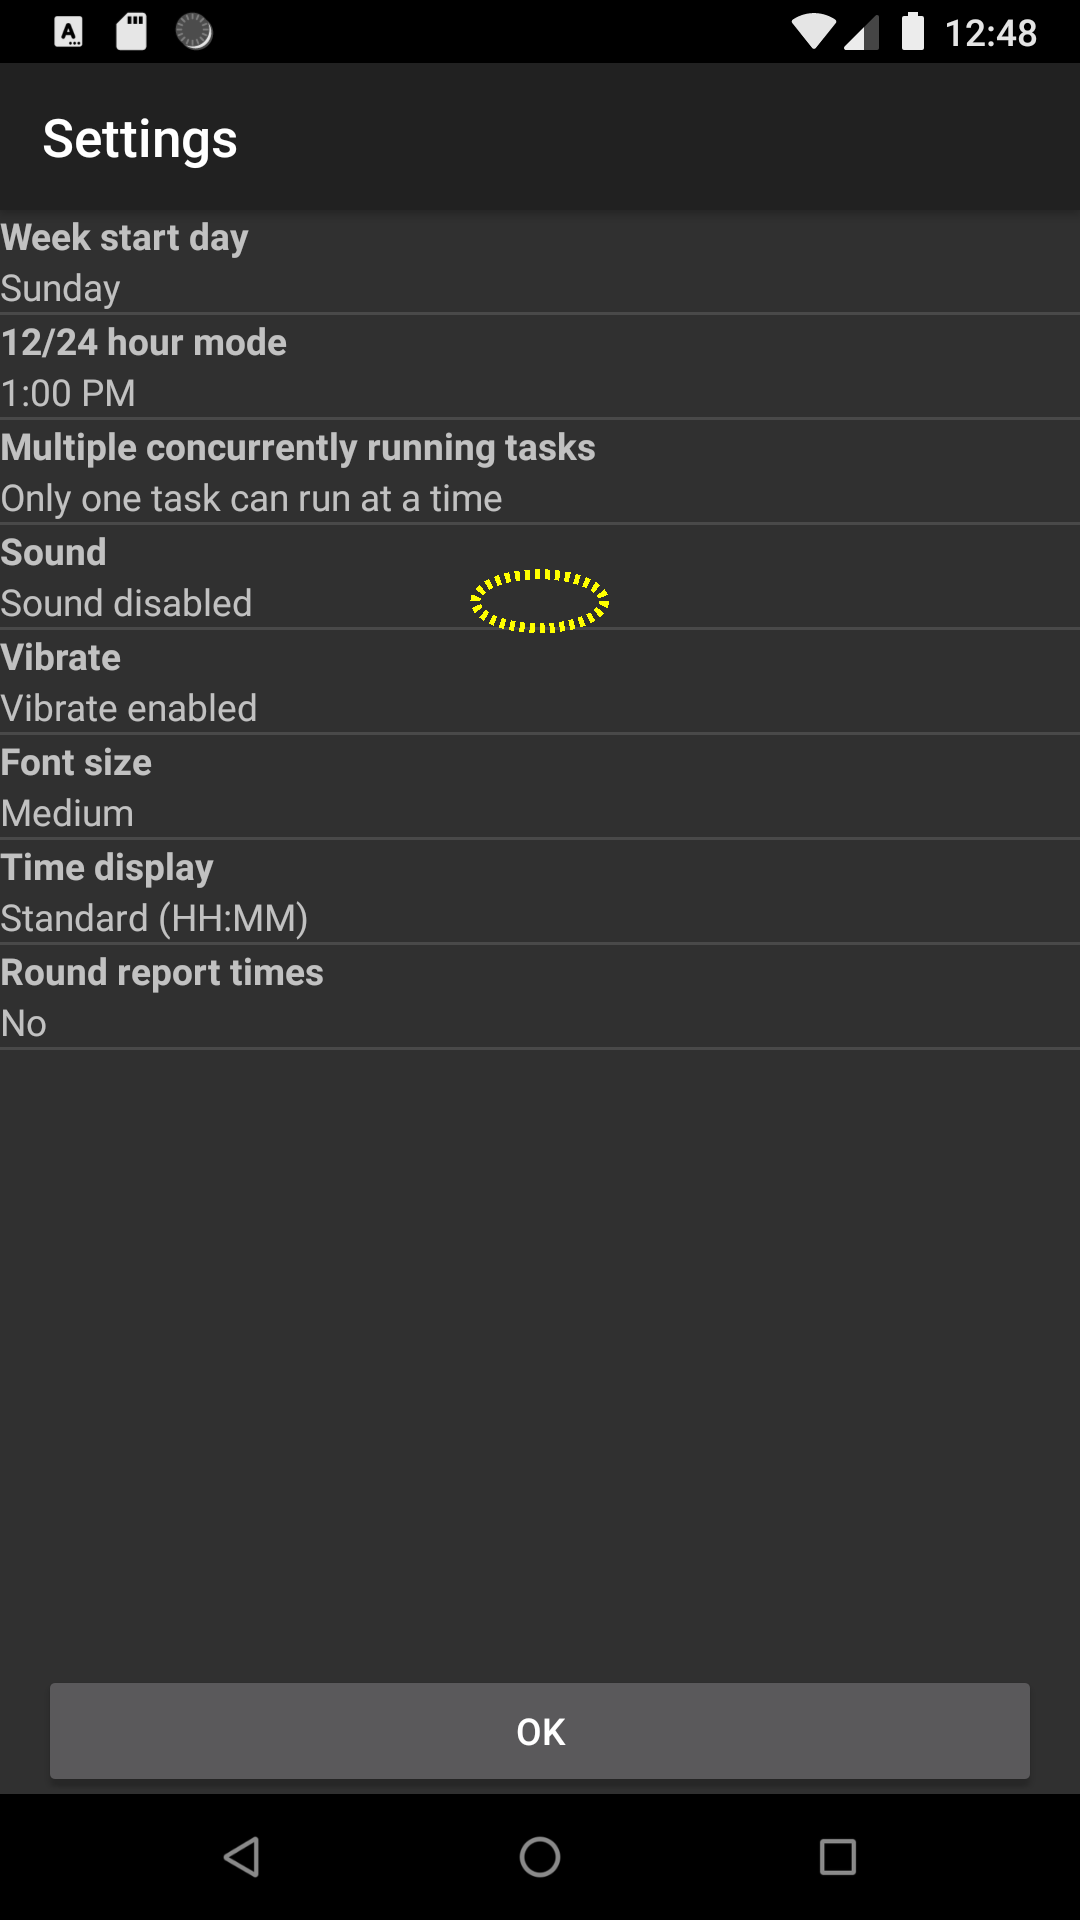 12:48
Settings
Week start day
Sunday
12/24 hour mode
1:00 PM
Multiple concurrently running tasks
Only one task can run at a time
Sound
Sound disabled
Vibrate
Vibrate enabled
Font size
Medium
Time display
Standard (HH:MM)
Round report times
No
OK